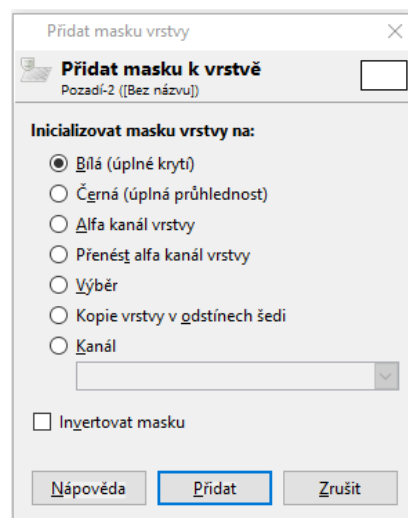 Přidat masku vrstvy
Přidat masku k vrstvě
Pozadí-2 ([Bez názvu])
Inicializovat masku vrstvy na:
Bílá (úplné krytí)
Černá (úplná průhlednost)
Alfa kanál vrstvy
Přenést alfa kanál vrstvy
Výběr
Kopie vrstvy v odstínech šedi
Kanál
Invertovat masku
Nápověda Přidat Zrušit